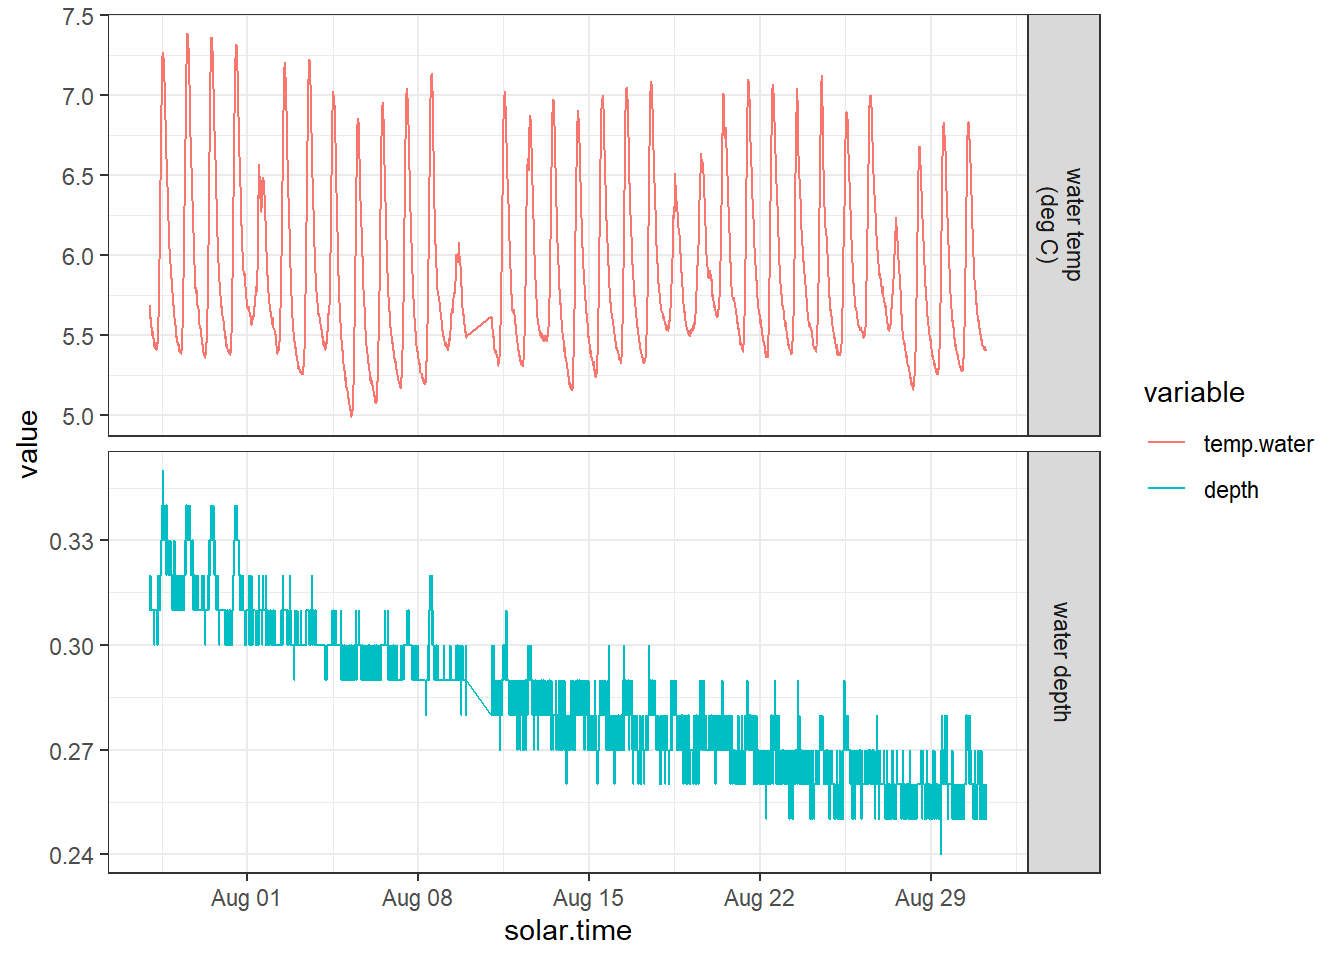 value
7.5
7.0
6.5
6.0
5.5
5.0
water temp
(deg C)
0.33
0.30
0.27
0.24
water depth
Aug 01
Aug 08
Aug 15
Aug 22
Aug 29
solar.time
variable
temp.water
depth